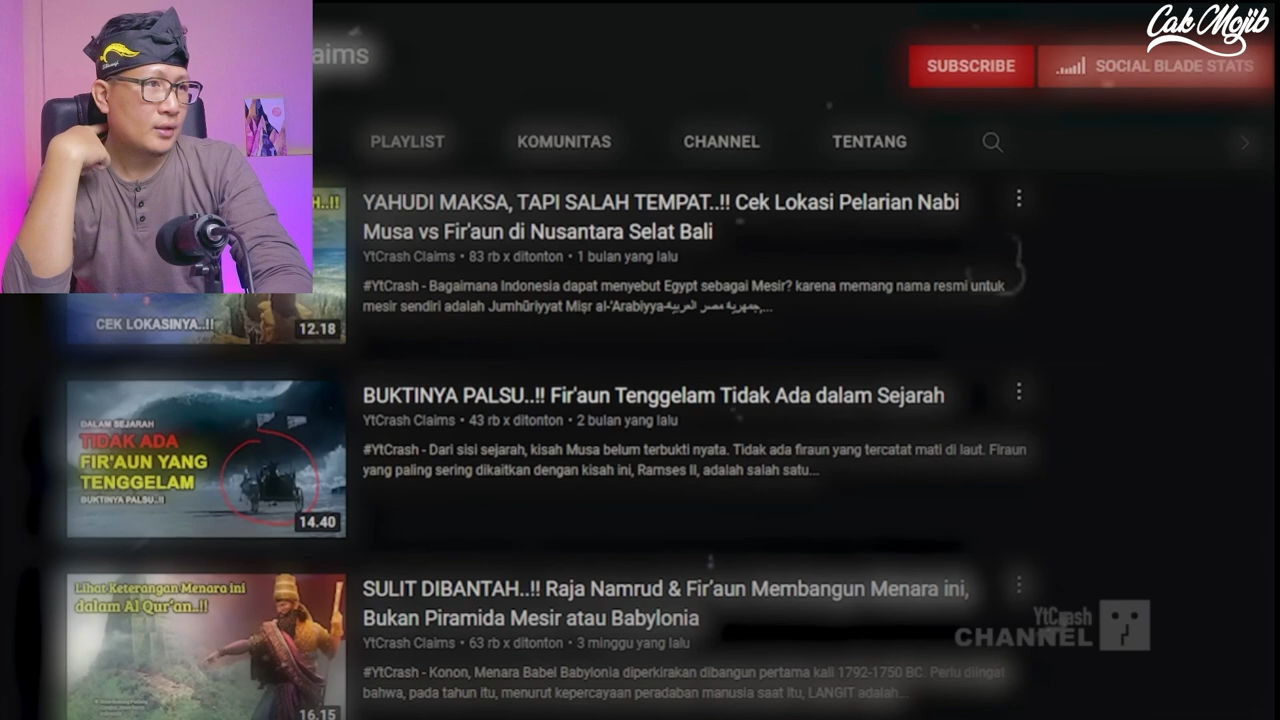 Cak Mojib
aims
SUBSCRIBE
SOCIAL BLADE STATS
PLAYLIST
KOMUNITAS
CHANNEL
TENTANG
H..!!
CEK LOKASINYA..!!
12.18
YAHUDI MAKSA, TAPI SALAH TEMPAT..!! Cek Lokasi Pelarian Nabi
Musa vs Fir'aun di Nusantara Selat Bali
YtCrash Claims • 83 rb x ditonton • 1 bulan yang lalu
#YtCrash - Bagaimana Indonesia dapat menyebut Egypt sebagai Mesir? karena memang nama resmi untuk
mesir sendiri adalah Jumhūriyyat Miṣr al-ʻArabiyya جمهورية مصر العربية,...
DALAM SEJARAH
TIDAK ADA
FIR'AUN YANG
TENGGELAM
BUKTINYA PALSU..!!
14.40
BUKTINYA PALSU..!! Fir'aun Tenggelam Tidak Ada dalam Sejarah
YtCrash Claims • 43 rb x ditonton • 2 bulan yang lalu
#YtCrash - Dari sisi sejarah, kisah Musa belum terbukti nyata. Tidak ada firaun yang tercatat mati di laut. Firaun
yang paling sering dikaitkan dengan kisah ini, Ramses II, adalah salah satu...
Lihat Keterangan Menara ini
dalam Al Qur'an..!!
16.15
SULIT DIBANTAH..!! Raja Namrud & Fir'aun Membangun Menara ini,
Bukan Piramida Mesir atau Babylonia
YtCrash Claims • 63 rb x ditonton • 3 minggu yang lalu
#YtCrash - Konon, Menara Babel Babylonia diperkirakan dibangun pertama kali 1792-1750 BC. Perlu diingat
bahwa, pada tahun itu, menurut kepercayaan peradaban manusia saat itu, LANGIT adalah...
YtCrash
CHANNEL